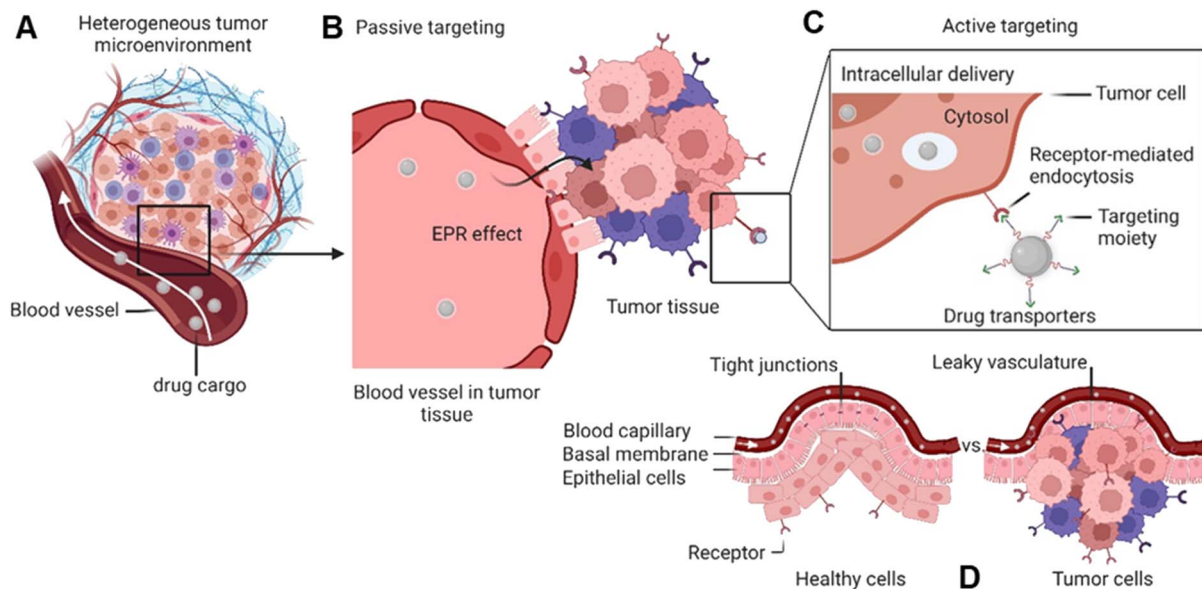 A
Heterogeneous tumor
microenvironment
Blood vessel
drug cargo
B
Passive targeting
EPR effect
Tumor tissue
Blood vessel in tumor
tissue
C
Active targeting
Intracellular delivery
Cytosol
Tumor cell
Receptor-mediated
endocytosis
Targeting
moiety
Drug transporters
Tight junctions
Leaky vasculature
Blood capillary
Basal membrane
Epithelial cells
vs.
Receptor
Healthy cells
D
Tumor cells